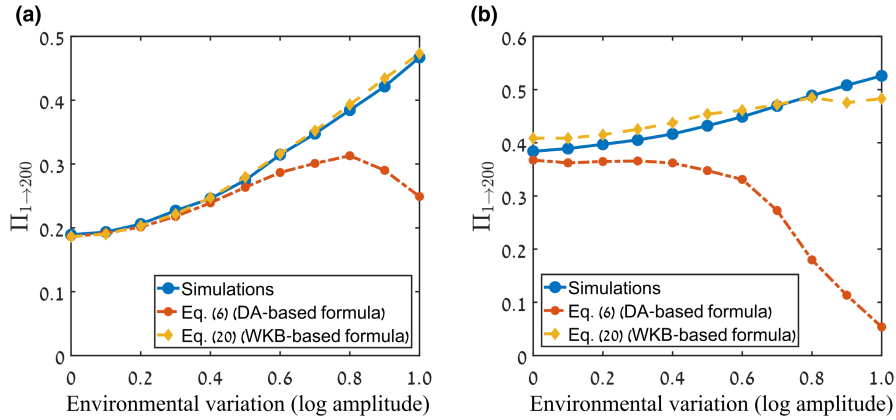 (a)
0.5
0.4
0.3
0.2
0.1
0
Π1→200
0 0.2 0.4 0.6 0.8 1.0
Environmental variation (log amplitude)
Simulations
Eq. (6) (DA-based formula)
Eq. (20) (WKB-based formula)
(b)
0.6
0.5
0.4
0.3
0.2
0.1
0
Π1→200
0 0.2 0.4 0.6 0.8 1.0
Environmental variation (log amplitude)
Simulations
Eq. (6) (DA-based formula)
Eq. (20) (WKB-based formula)